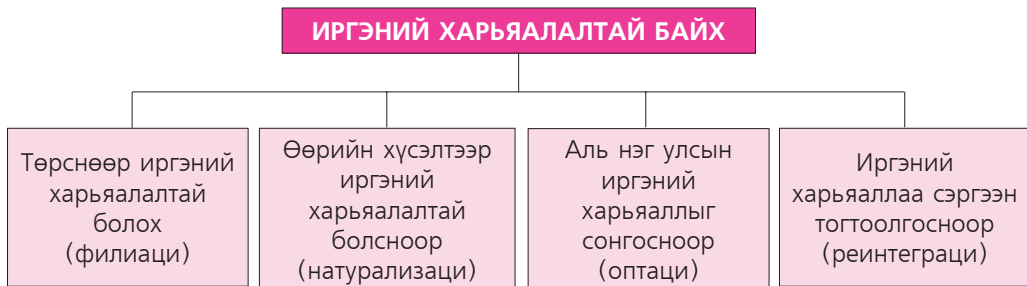 ИРГЭНИЙ ХАРЬЯАЛАЛТАЙ БАЙХ
Төрснөөр иргэний
харьяалалтай
болох
(филиаци)
Өөрийн хүсэлтээр
иргэний
харьяалалтай
болсноор
(натурализаци)
Аль нэг улсын
иргэний
харьяаллыг
сонгосноор
(оптаци)
Иргэний
харьяаллаа сэргээн
тогтоолгосноор
(реинтеграци)